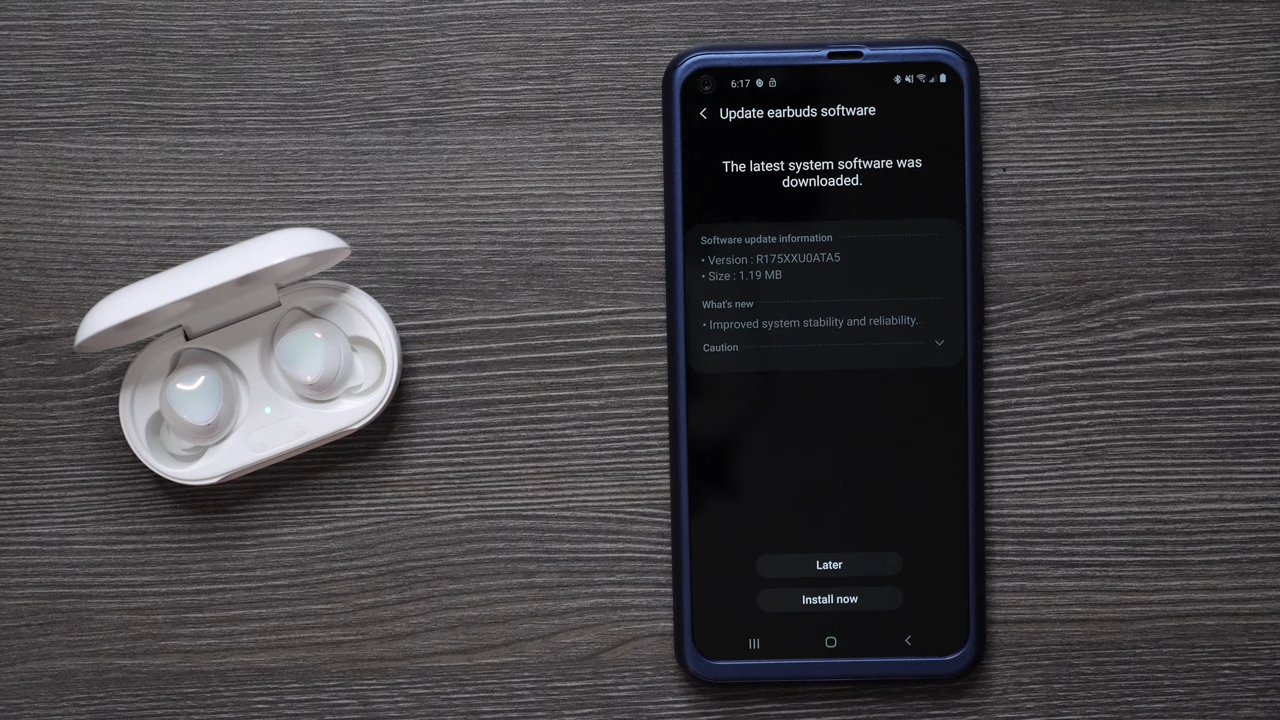 6:17
Update earbuds software
The latest system software was
downloaded.
Software update information
• Version : R175XXU0ATA5
• Size : 1.19 MB
What's new
• Improved system stability and reliability.
Caution
Later
Install now